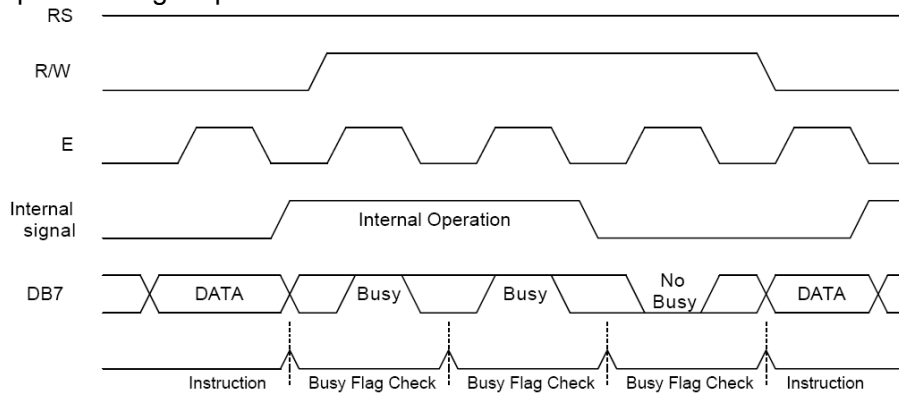 RS
R/W
E
Internal
signal
Internal Operation
DB7
DATA
Busy
Busy
No
Busy
DATA
Instruction
Busy Flag Check
Busy Flag Check
Busy Flag Check
Instruction